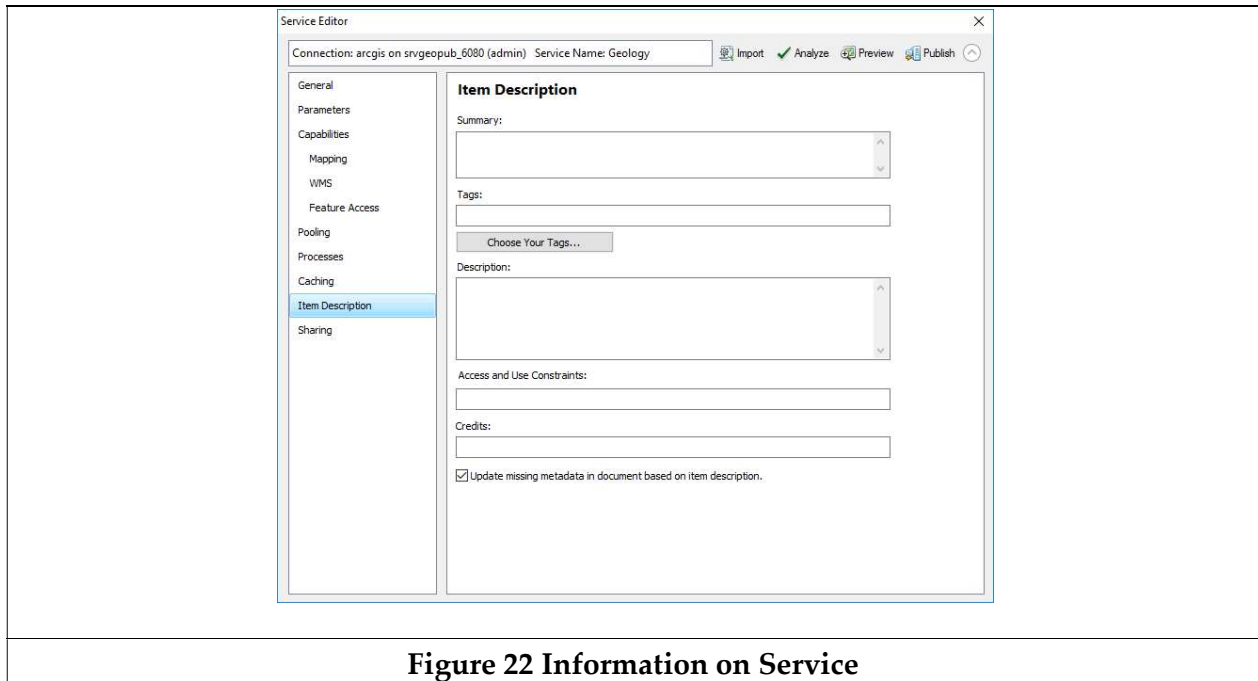 Service Editor
Connection: arcgis on srvgeopub_6080 (admin) Service Name: Geology
Import
Analyze
Preview
Publish
General
Parameters
Capabilities
Mapping
WMS
Feature Access
Pooling
Processes
Caching
Item Description
Sharing
Item Description
Summary:
Tags:
Choose Your Tags...
Description:
Access and Use Constraints:
Credits:
Update missing metadata in document based on item description.
Figure 22 Information on Service